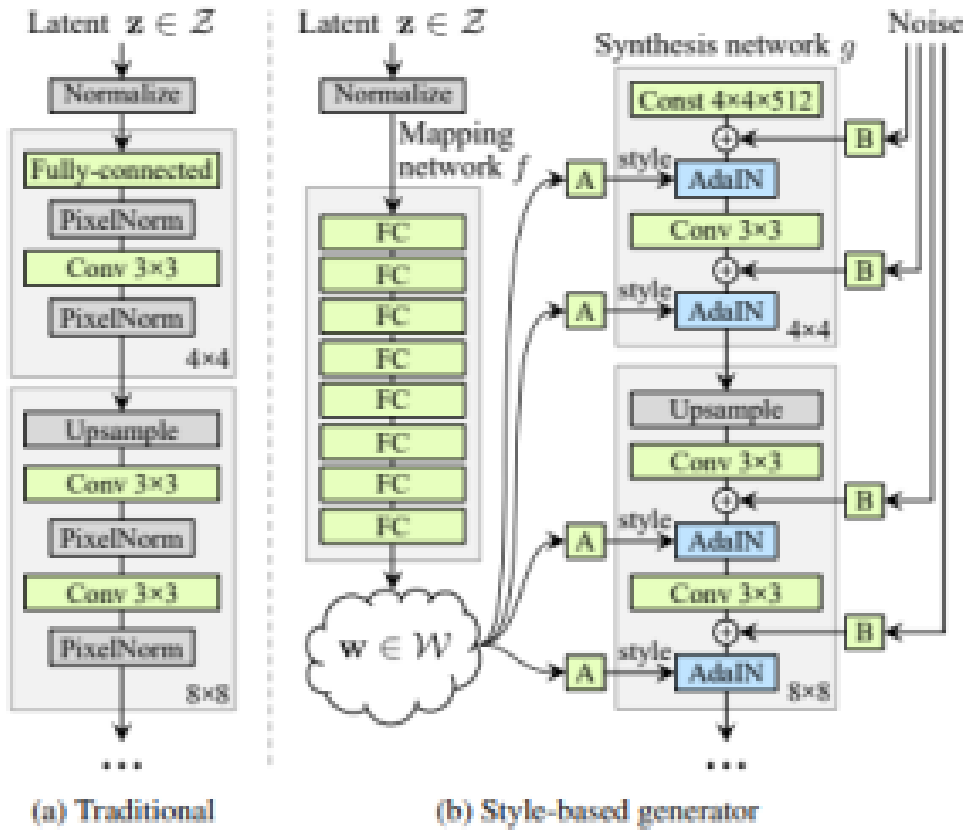 Latent z ∈ Z
Normalize
Fully-connected
PixelNorm
Conv 3×3
PixelNorm
4×4
Upsample
Conv 3×3
PixelNorm
Conv 3×3
PixelNorm
8×8
...
(a) Traditional
Latent z ∈ Z
Normalize
Mapping
network f
FC
FC
FC
FC
FC
FC
FC
FC
w ∈ W
A
style
A
style
A
style
A
style
Synthesis network g
Const 4×4×512
+
AdaIN
Conv 3×3
+
AdaIN
4×4
Upsample
Conv 3×3
+
AdaIN
Conv 3×3
+
AdaIN
8×8
...
Noise
B
B
B
B
(b) Style-based generator